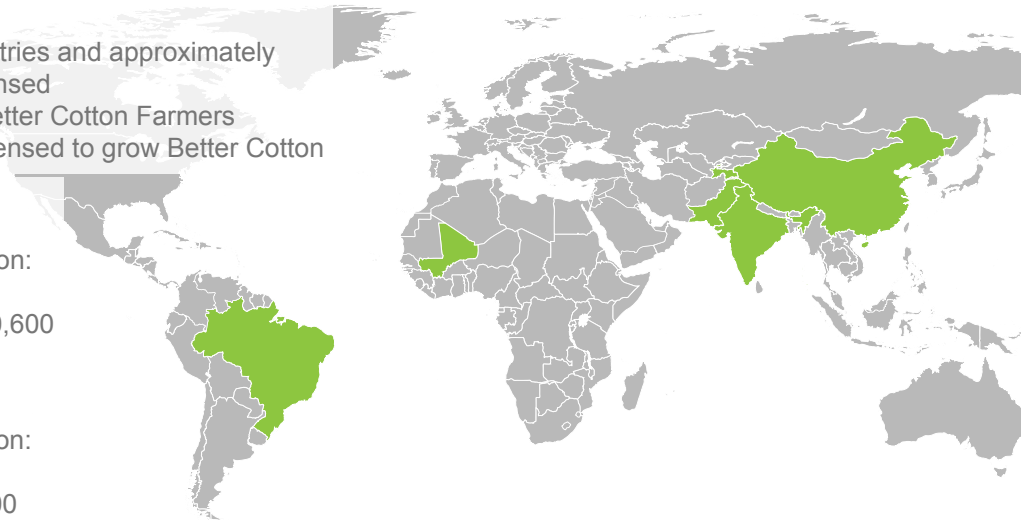 tries and approximately
nsed
etter Cotton Farmers
ensed to grow Better Cotton
on:
,600
on:
00